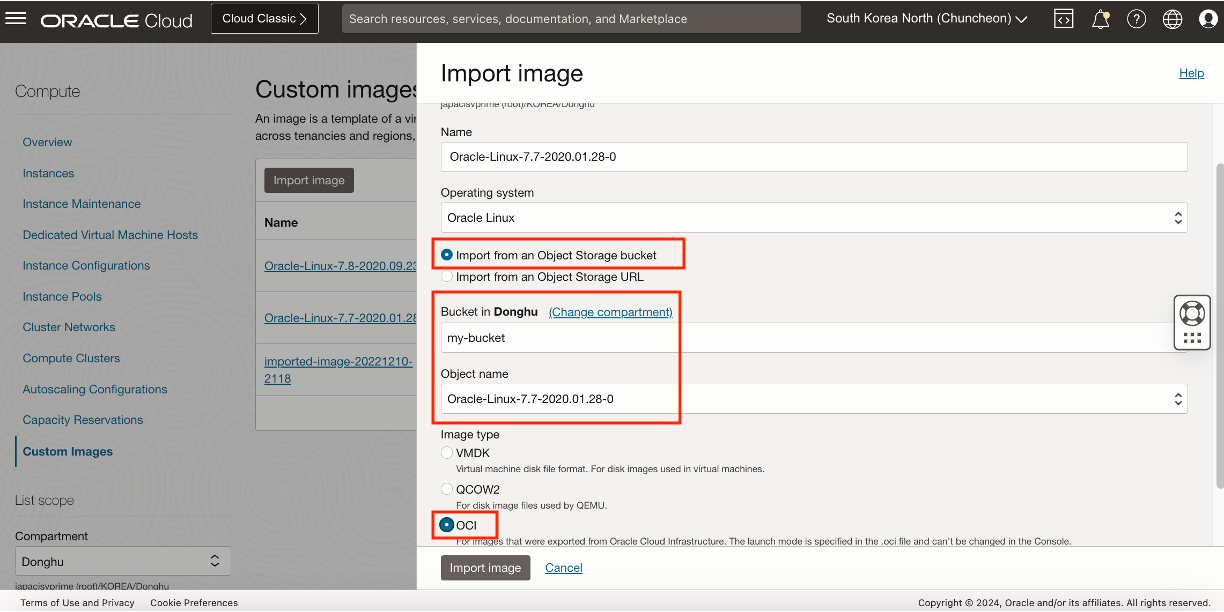 ORACLE Cloud
Cloud Classic
Search resources, services, documentation, and Marketplace
South Korea North (Chuncheon)
Compute
Overview
Instances
Instance Maintenance
Dedicated Virtual Machine Hosts
Instance Configurations
Instance Pools
Cluster Networks
Compute Clusters
Autoscaling Configurations
Capacity Reservations
Custom Images
List scope
Compartment
Donghu
japacisvprime (root)/KOREA/Donghu
Custom images
An image is a template of a vi
across tenancies and regions,
Import image
Name
Oracle-Linux-7.8-2020.09.23
Oracle-Linux-7.7-2020.01.28
imported-image-20221210-
2118
Import image
Help
japacisvprime (root)/KOREA/Donghu
Name
Oracle-Linux-7.7-2020.01.28-0
Operating system
Oracle Linux
Import from an Object Storage bucket
Import from an Object Storage URL
Bucket in Donghu (Change compartment)
my-bucket
Object name
Oracle-Linux-7.7-2020.01.28-0
Image type
VMDK
Virtual machine disk file format. For disk images used in virtual machines.
QCOW2
For disk image files used by QEMU.
OCI
For images that were exported from Oracle Cloud Infrastructure. The launch mode is specified in the .oci file and can't be changed in the Console.
Import image Cancel
Terms of Use and Privacy Cookie Preferences
Copyright © 2024, Oracle and/or its affiliates. All rights reserved.